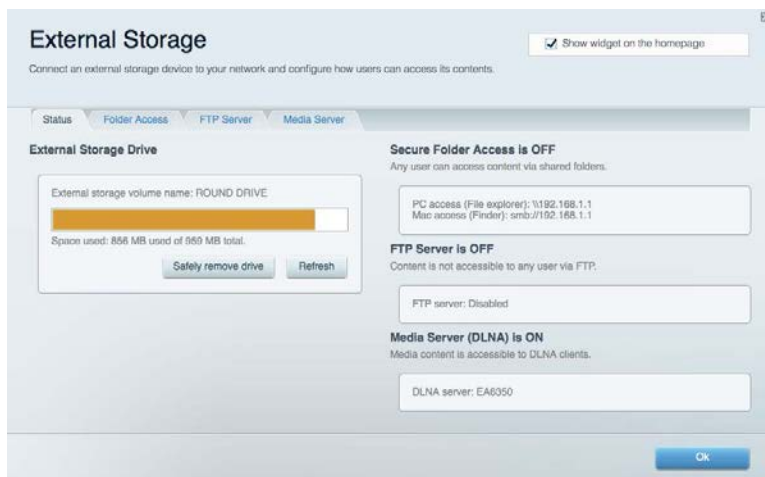 External Storage
Show widget on the homepage
Connect an external storage device to your network and configure how users can access its contents.
Status
Folder Access
FTP Server
Media Server
External Storage Drive
External storage volume name: ROUND DRIVE
Space used: 856 MB used of 959 MB total.
Safely remove drive
Refresh
Secure Folder Access is OFF
Any user can access content via shared folders.
PC access (File explorer): \\192.168.1.1
Mac access (Finder): smb://192.168.1.1
FTP Server is OFF
Content is not accessible to any user via FTP.
FTP server: Disabled
Media Server (DLNA) is ON
Media content is accessible to DLNA clients.
DLNA server: EA6350
Ok